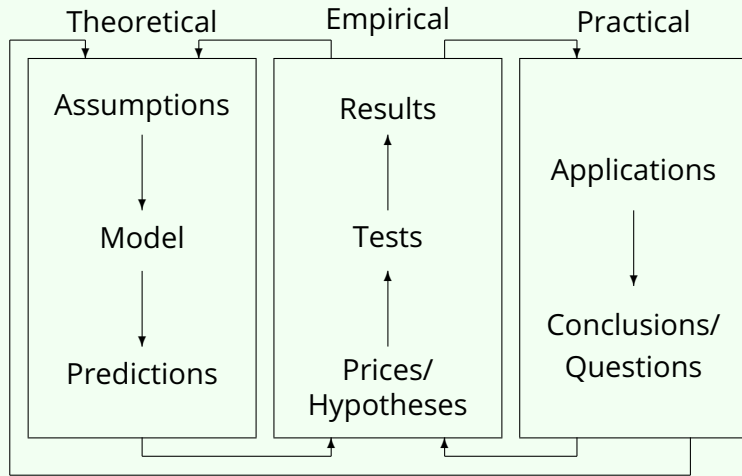 Theoretical
Empirical
Practical
Assumptions
Model
Predictions
Results
Tests
Prices/
Hypotheses
Applications
Conclusions/
Questions